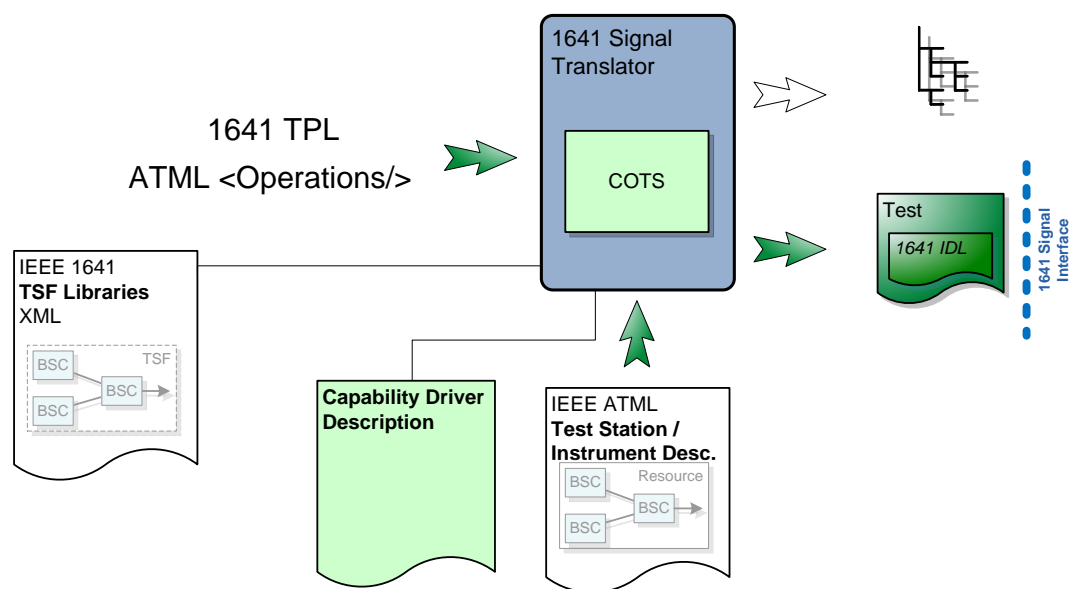 1641 Signal
Translator
COTS
1641 TPL
ATML <Operations/>
Test
1641 IDL
1641 Signal
Interface
IEEE 1641
TSF Libraries
XML
TSF
BSC
BSC
BSC
Capability Driver
Description
IEEE ATML
Test Station /
Instrument Desc.
Resource
BSC
BSC
BSC